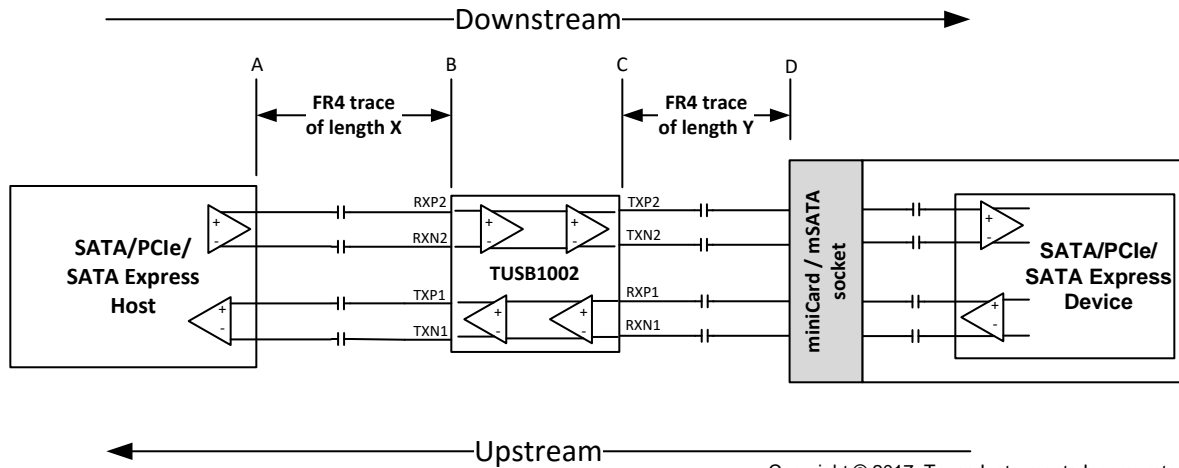 Downstream
A
B
C
D
FR4 trace
of length X
FR4 trace
of length Y
SATA/PCIe/
SATA Express
Host
+
-
+
-
RXP2
RXN2
TXP1
TXN1
+
-
+
-
TUSB1002
+
-
+
-
TXP2
TXN2
RXP1
RXN1
miniCard / mSATA
socket
+
-
+
-
SATA/PCIe/
SATA Express
Device
Upstream